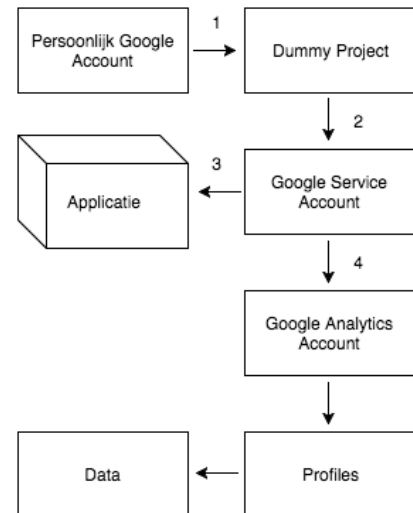 Persoonlijk Google
Account
1
Dummy Project
2
Applicatie
3
Google Service
Account
4
Google Analytics
Account
Data
Profiles